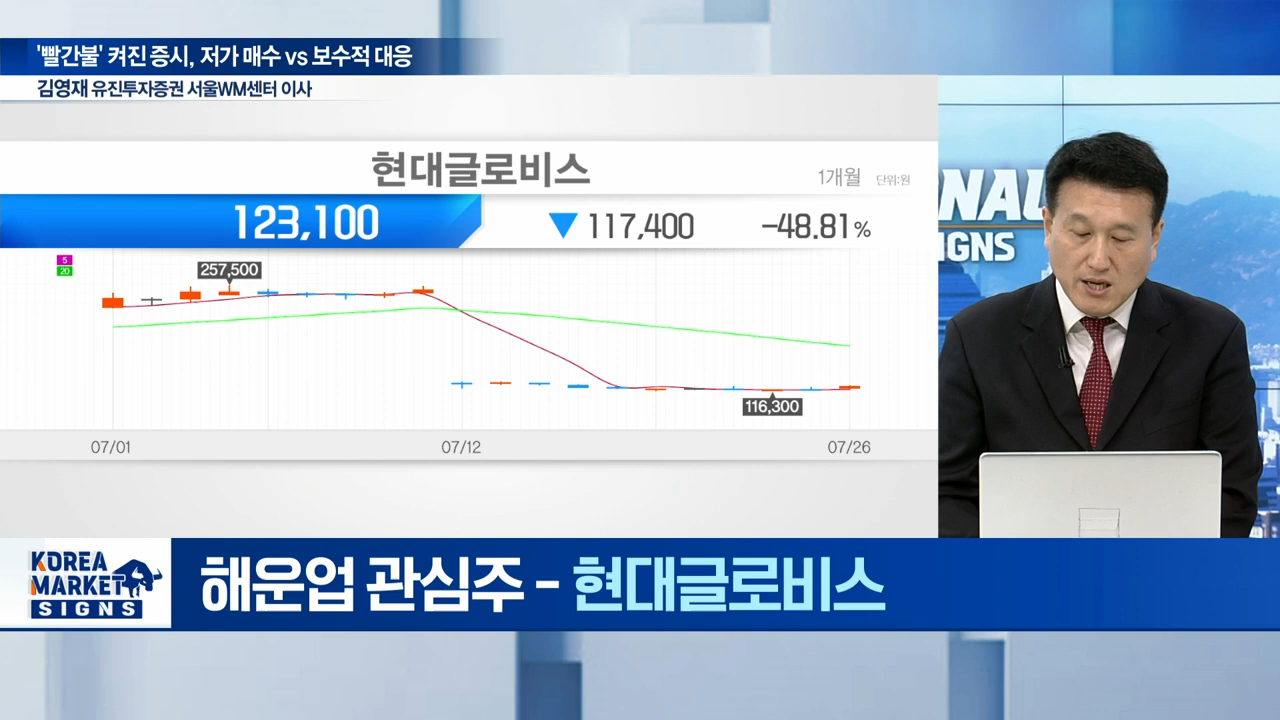 '빨간불' 켜진 증시, 저가 매수 vs 보수적 대응
김영재 유진투자증권 서울WM센터 이사
현대글로비스
1개월 단위:원
123,100 ▼ 117,400 -48.81%
5
20
257,500
116,300
07/01 07/12 07/26
NAL
IGNS
KOREA
MARKET
SIGNS
해운업 관심주 - 현대글로비스